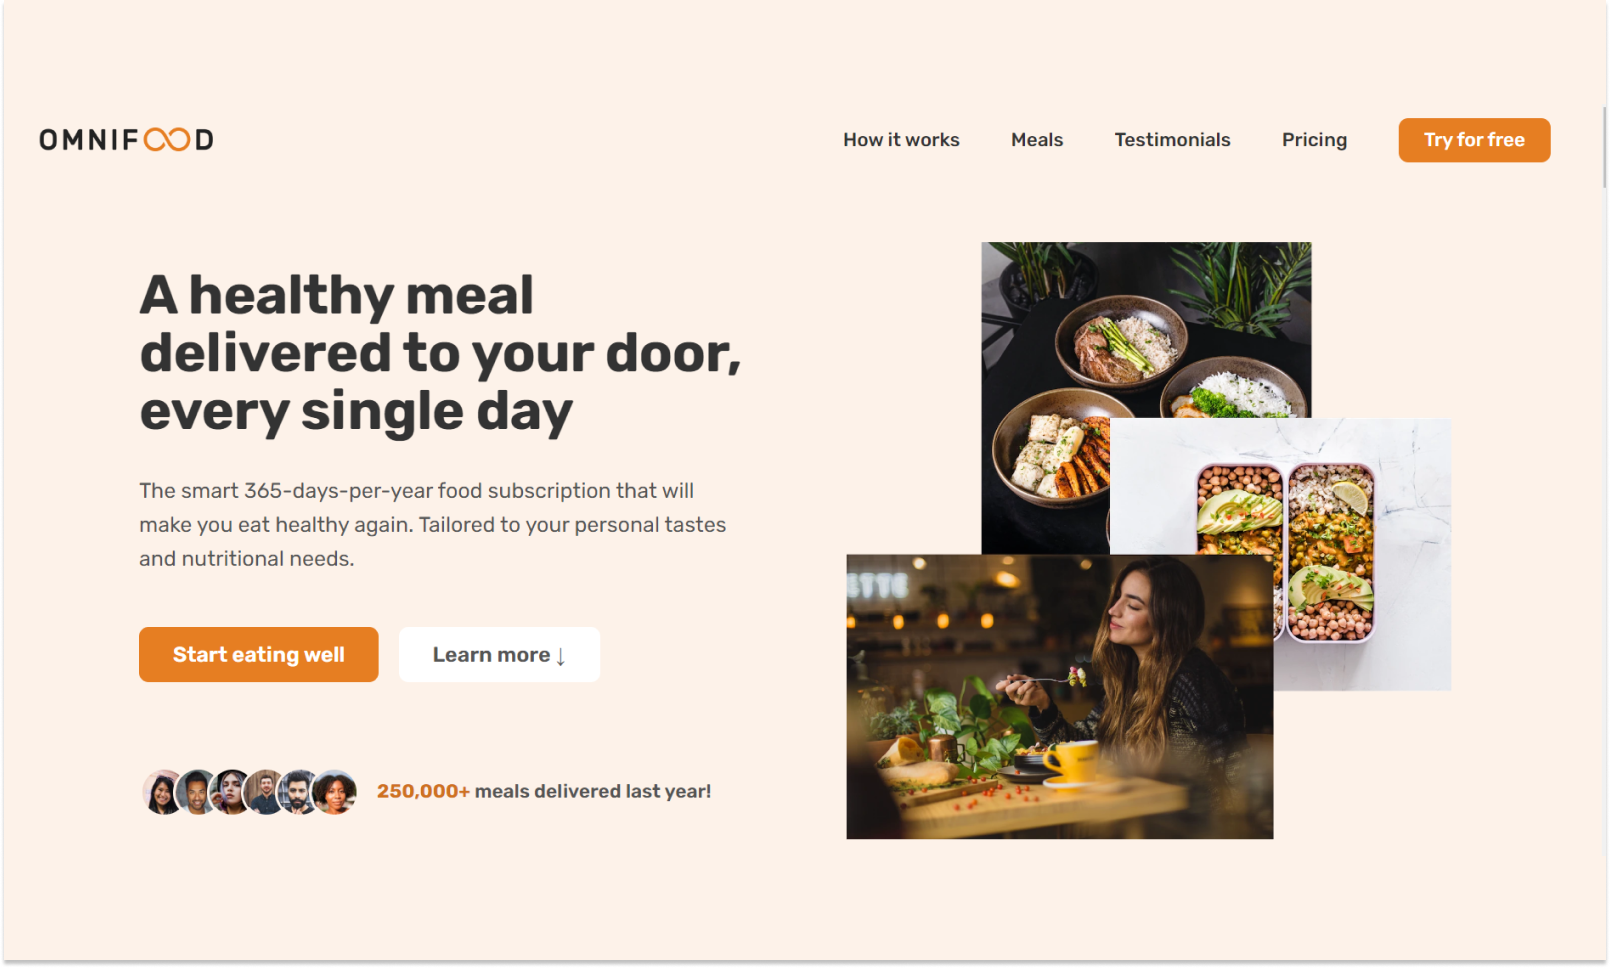 OMNIFOOD
How it works
Meals
Testimonials
Pricing
Try for free
A healthy meal
delivered to your door,
every single day
The smart 365-days-per-year food subscription that will
make you eat healthy again. Tailored to your personal tastes
and nutritional needs.
Start eating well
Learn more ↓
250,000+ meals delivered last year!